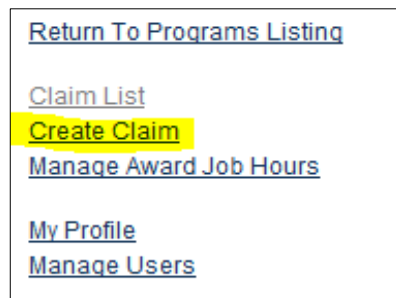 Return To Programs Listing
Claim List
Create Claim
Manage Award Job Hours
My Profile
Manage Users